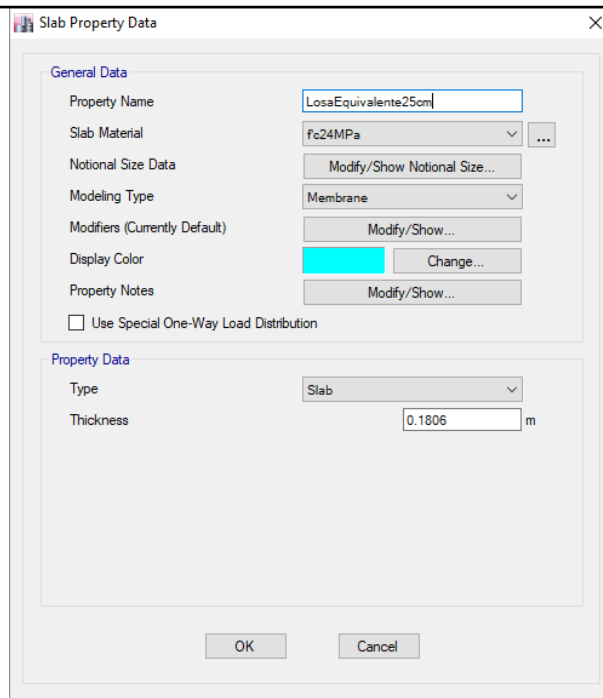 Slab Property Data
General Data
Property Name LosaEquivalente25cm
Slab Material f'c24MPa ...
Notional Size Data Modify/Show Notional Size...
Modeling Type Membrane
Modifiers (Currently Default) Modify/Show...
Display Color Change...
Property Notes Modify/Show...
Use Special One-Way Load Distribution
Property Data
Type Slab
Thickness 0.1806 m
OK Cancel